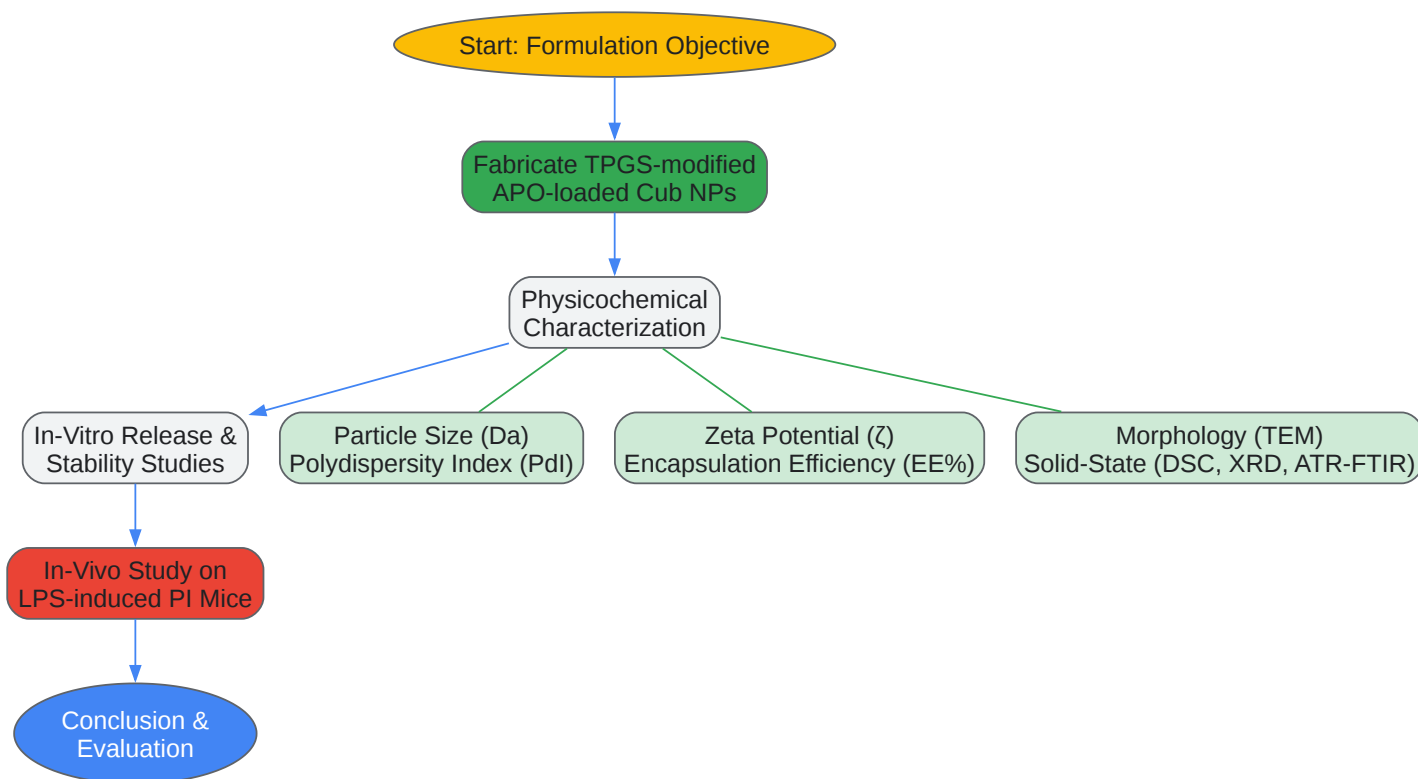 Start: Formulation Objective
Fabricate TPGS-modified
APO-loaded Cub NPs
Physicochemical
Characterization
In-Vitro Release &
Stability Studies
Particle Size (Da)
Polydispersity Index (PdI)
Zeta Potential (ζ)
Encapsulation Efficiency (EE%)
Morphology (TEM)
Solid-State (DSC, XRD, ATR-FTIR)
In-Vivo Study on
LPS-induced PI Mice
Conclusion &
Evaluation